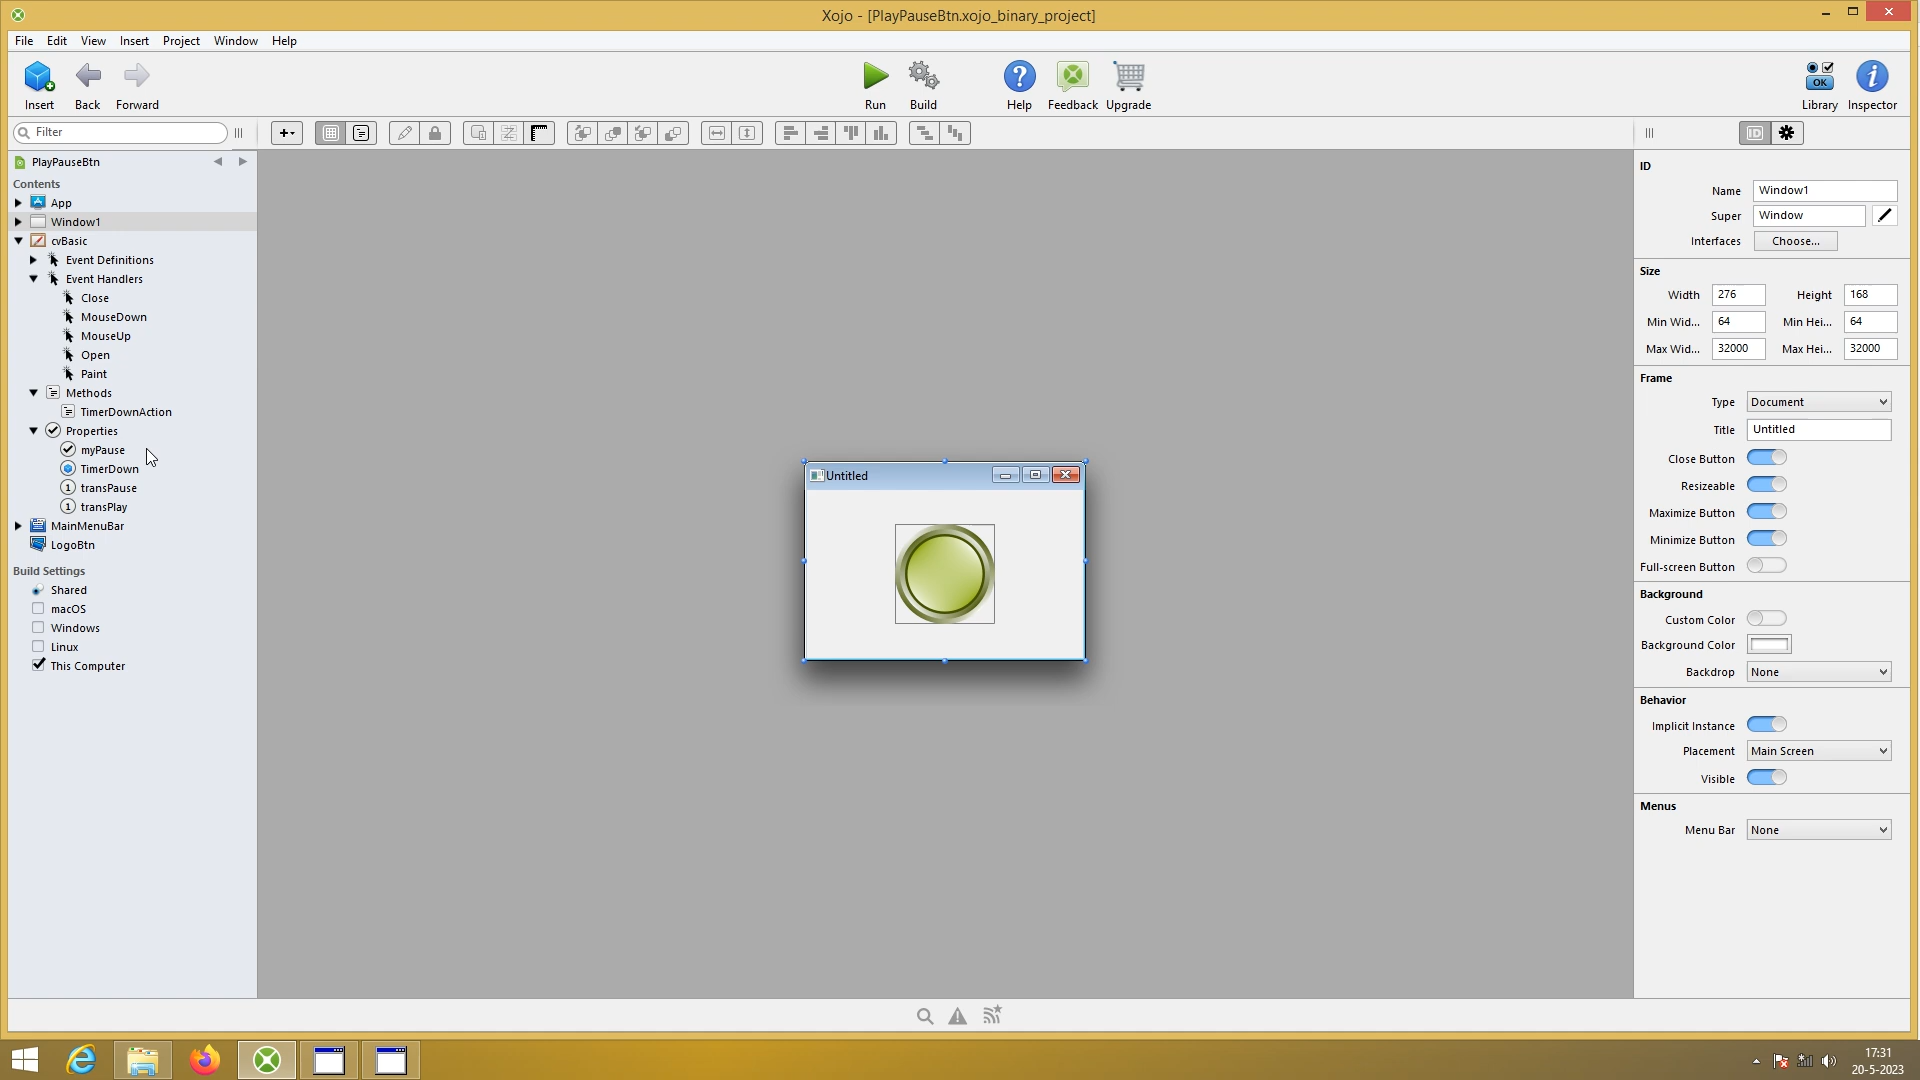 Xojo - [PlayPauseBtn.xojo_binary_project]
File Edit View Insert Project Window Help
Insert Back Forward Run Build Help Feedback Upgrade OK Library Inspector
Filter ID
PlayPauseBtn
Contents
App
Window1
cvBasic
Event Definitions
Event Handlers
Close
MouseDown
MouseUp
Open
Paint
Methods
TimerDownAction
Properties
myPause
TimerDown
1 transPause
1 transPlay
MainMenuBar
LogoBtn
Build Settings
Shared
macOS
Windows
Linux
This Computer
Untitled
ID
Name Window1
Super Window
Interfaces Choose...
Size
Width 276 Height 168
Min Wid... 64 Min Hei... 64
Max Wid... 32000 Max Hei... 32000
Frame
Type Document
Title Untitled
Close Button
Resizeable
Maximize Button
Minimize Button
Full-screen Button
Background
Custom Color
Background Color
Backdrop None
Behavior
Implicit Instance
Placement Main Screen
Visible
Menus
Menu Bar None
17:31
20-5-2023